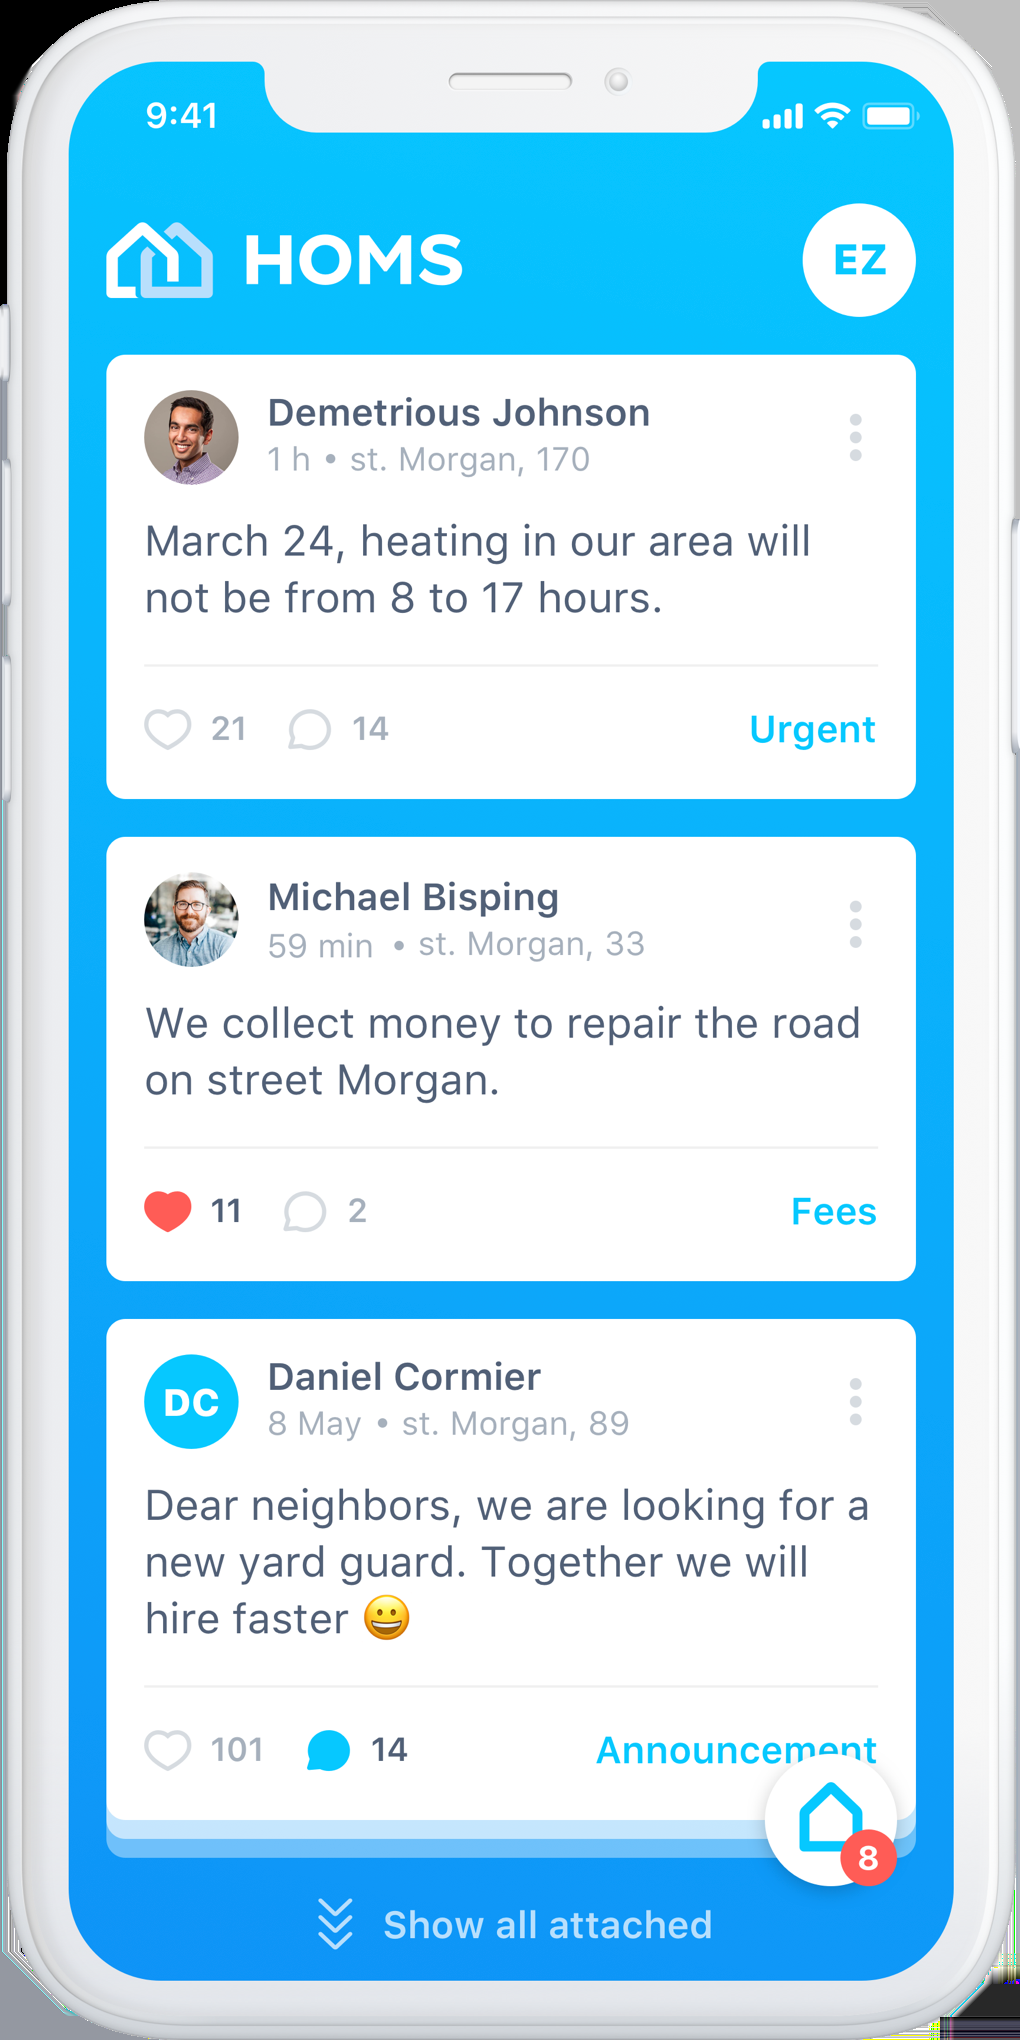 9:41
HOMS
EZ
Demetrious Johnson
1 h • st. Morgan, 170
March 24, heating in our area will
not be from 8 to 17 hours.
21 14 Urgent
Michael Bisping
59 min • st. Morgan, 33
We collect money to repair the road
on street Morgan.
11 2 Fees
DC
Daniel Cormier
8 May • st. Morgan, 89
Dear neighbors, we are looking for a
new yard guard. Together we will
hire faster 😀
101 14 Announcement
8
Show all attached